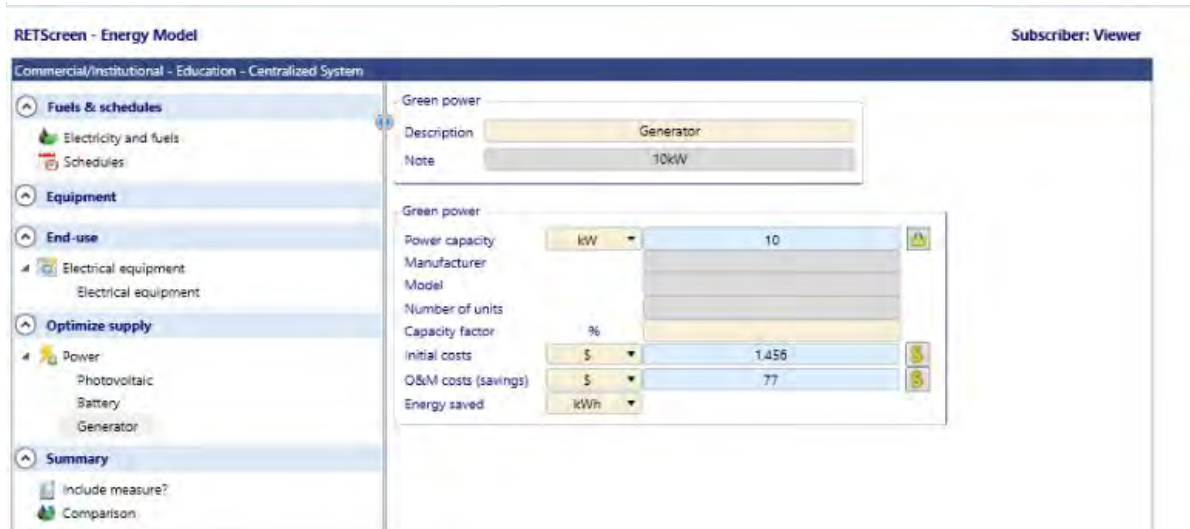 RETScreen - Energy Model
Subscriber: Viewer
Commercial/Institutional - Education - Centralized System
Fuels & schedules
Electricity and fuels
Schedules
Equipment
End-use
Electrical equipment
Electrical equipment
Optimize supply
Power
Photovoltaic
Battery
Generator
Summary
Include measure?
Comparison
Green power
Description Generator
Note 10kW
Green power
Power capacity kW 10
Manufacturer
Model
Number of units
Capacity factor %
Initial costs $ 1.456
O&M costs (savings) $ 77
Energy saved kWh